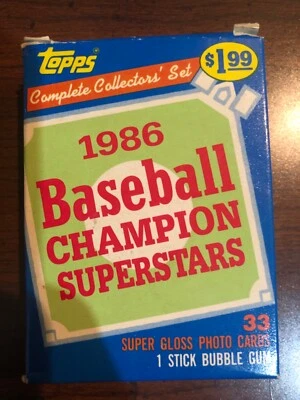 Topps
Complete Collectors' Set
$1.99
1986
Baseball
CHAMPION
SUPERSTARS
33
SUPER GLOSS PHOTO CARDS
1 STICK BUBBLE GUM